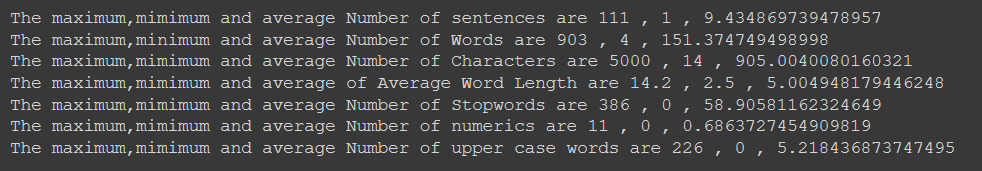 The maximum,mimimum and average Number of sentences are 111 , 1 , 9.434869739478957
The maximum,minimum and average Number of Words are 903 , 4 , 151.374749498998
The maximum,mimimum and average Number of Characters are 5000 , 14 , 905.0040080160321
The maximum,mimimum and average of Average Word Length are 14.2 , 2.5 , 5.004948179446248
The maximum,mimimum and average Number of Stopwords are 386 , 0 , 58.90581162324649
The maximum,mimimum and average Number of numerics are 11 , 0 , 0.6863727454909819
The maximum,mimimum and average Number of upper case words are 226 , 0 , 5.218436873747495